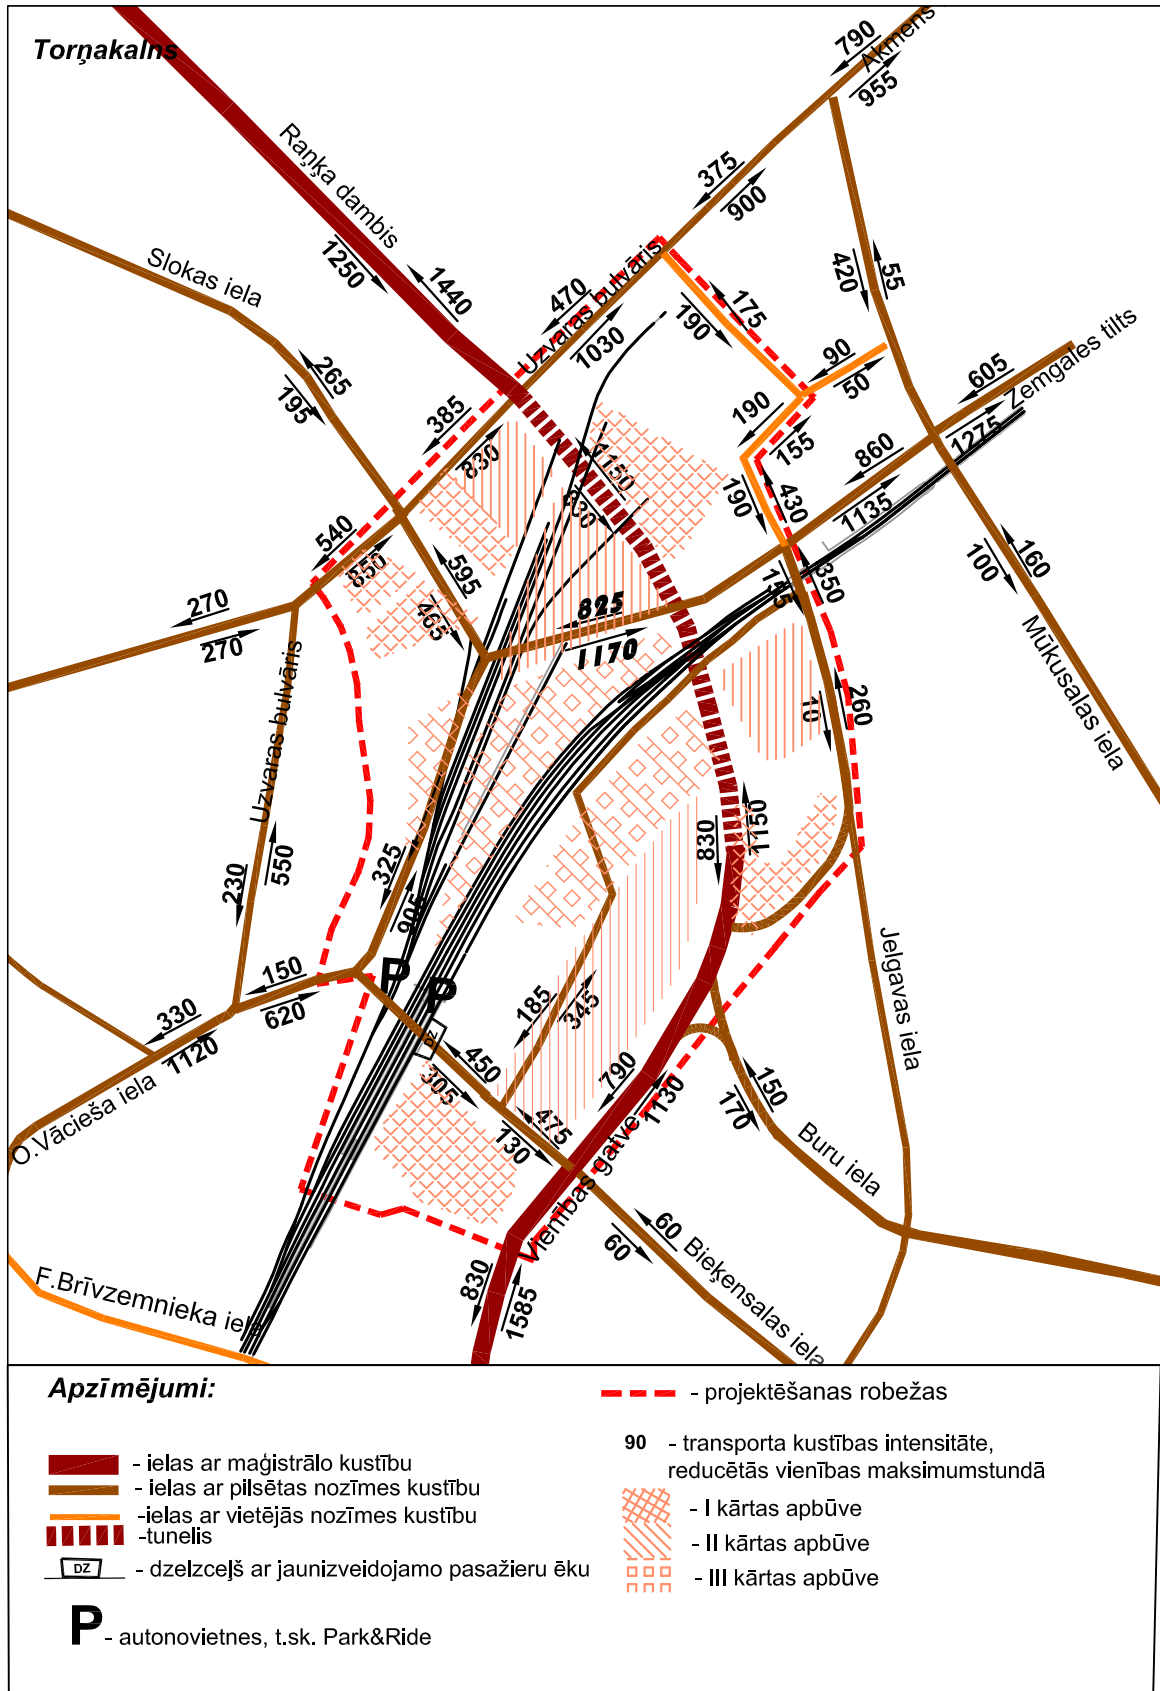 Torņakalns
790
Akmens
955
Raņķa dambis
375
900
1250
1440
Slokas iela
470
Uzvaras bulvāris
1030
175
190
420
55
90
50
Zemgales tilts
605
1275
265
195
385
830
190
155
860
1135
190
430
1150
830
540
850
595
465
350
155
100
160
270
270
825
1170
Mūkusalas iela
Uzvaras bulvāris
10
260
230
550
325
905
830
1150
Jelgavas iela
P
P
DZ
150
620
330
1120
O.Vācieša iela
185
345
450
305
790
1130
475
130
150
170
Buru iela
Vienības gatve
60
60
Bieķensalas iela
830
1585
F.Brīvzemnieka iela
Apzīmējumi:
- projektēšanas robežas
90 - transporta kustības intensitāte,
reducētās vienības maksimumstundā
- ielas ar maģistrālo kustību
- ielas ar pilsētas nozīmes kustību
-ielas ar vietējās nozīmes kustību
-tunelis
DZ - dzelzceļš ar jaunizveidojamo pasažieru ēku
- I kārtas apbūve
- II kārtas apbūve
- III kārtas apbūve
P - autonovietnes, t.sk. Park&Ride